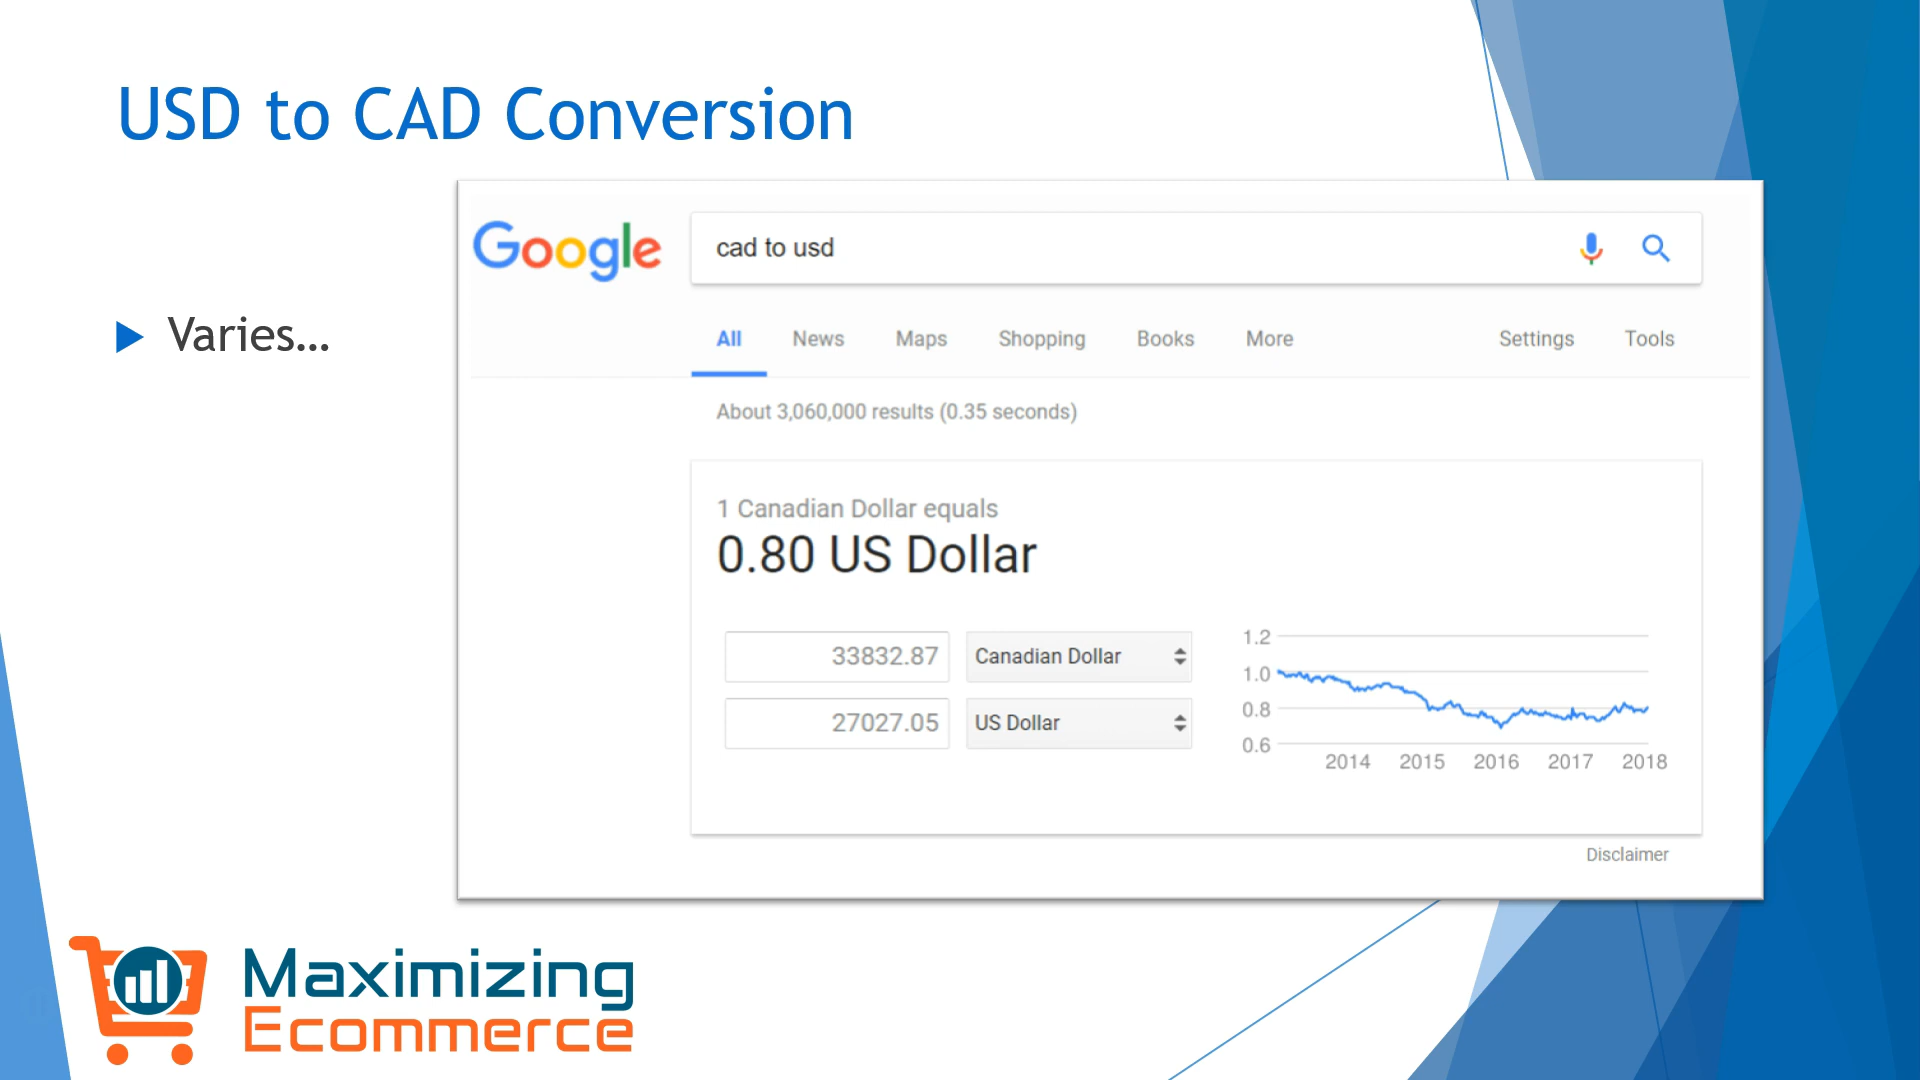 USD to CAD Conversion
Varies...
Google
cad to usd
All News Maps Shopping Books More Settings Tools
About 3,060,000 results (0.35 seconds)
1 Canadian Dollar equals
0.80 US Dollar
33832.87 Canadian Dollar
27027.05 US Dollar
1.2
1.0
0.8
0.6
2014 2015 2016 2017 2018
Disclaimer
Maximizing
Ecommerce